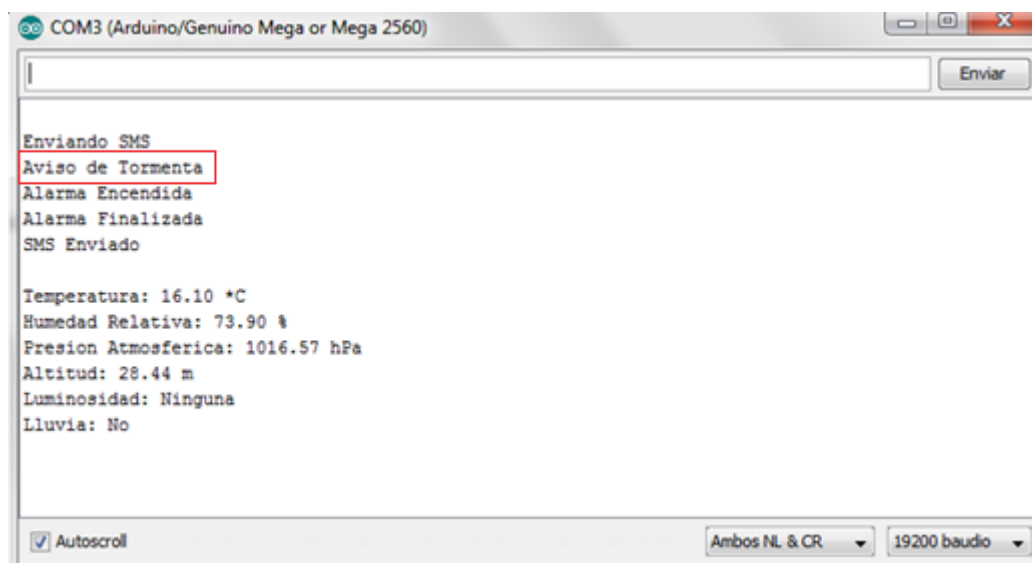 COM3 (Arduino/Genuino Mega or Mega 2560)
Enviar
Enviando SMS
Aviso de Tormenta
Alarma Encendida
Alarma Finalizada
SMS Enviado
Temperatura: 16.10 *C
Humedad Relativa: 73.90 %
Presion Atmosferica: 1016.57 hPa
Altitud: 28.44 m
Luminosidad: Ninguna
Lluvia: No
Autoscroll
Ambos NL & CR
19200 baudio